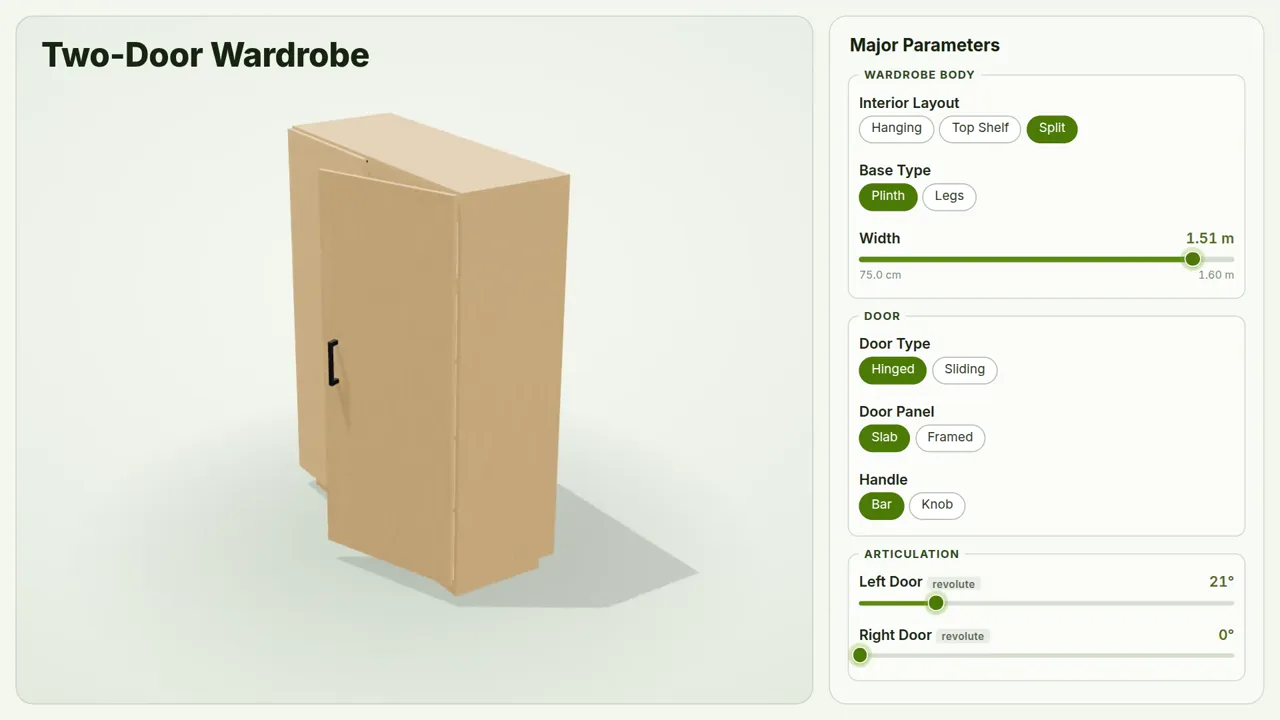 Two-Door Wardrobe
Major Parameters
WARDROBE BODY
Interior Layout
Hanging Top Shelf Split
Base Type
Plinth Legs
Width 1.51 m
75.0 cm 1.60 m
DOOR
Door Type
Hinged Sliding
Door Panel
Slab Framed
Handle
Bar Knob
ARTICULATION
Left Door revolute 21°
Right Door revolute 0°